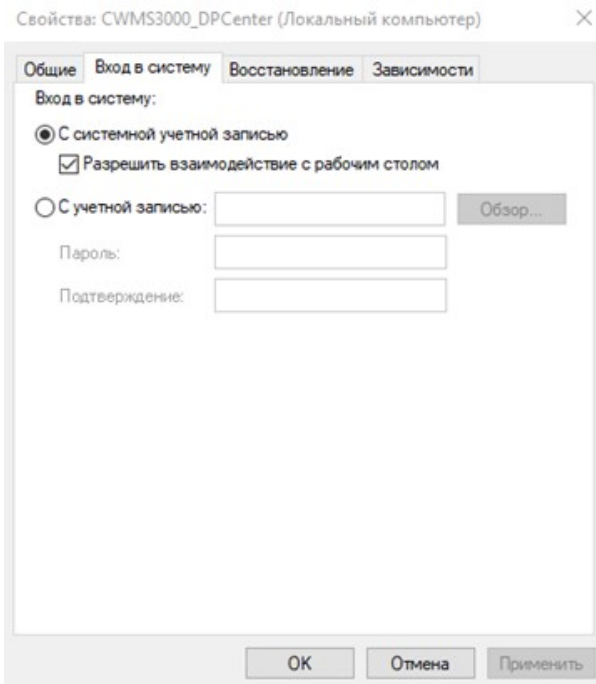 Свойства: CWMS3000_DPCenter (Локальный компьютер)
Общие Вход в систему Восстановление Зависимости
Вход в систему:
С системной учетной записью
Разрешить взаимодействие с рабочим столом
С учетной записью: Обзор...
Пароль:
Подтверждение:
OK Отмена Применить